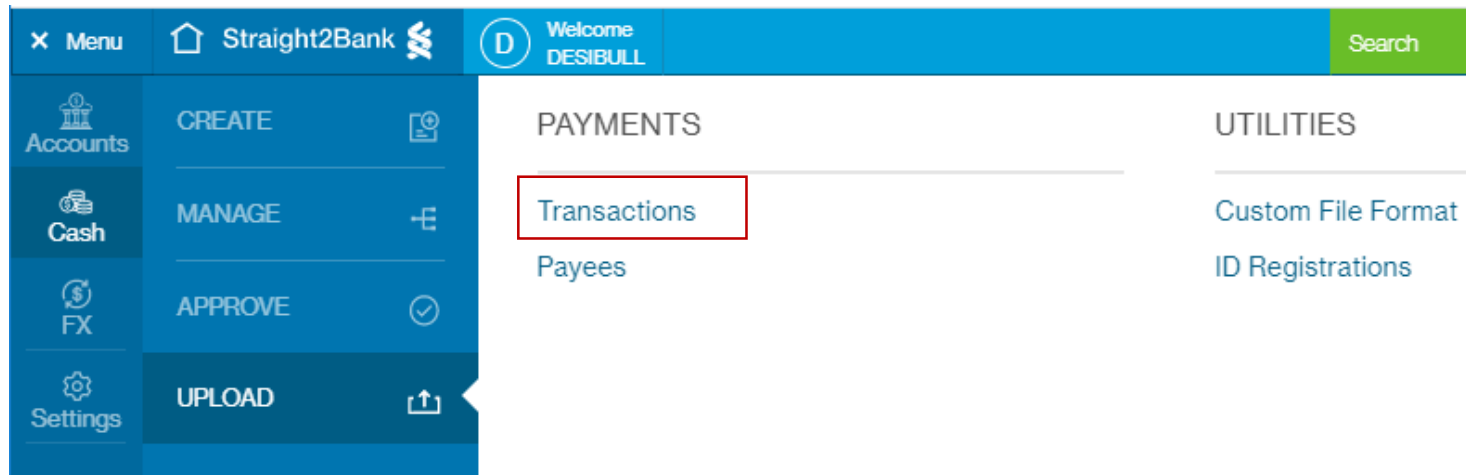 × Menu
Straight2Bank
D
Welcome
DESIBULL
Search
Accounts
Cash
FX
Settings
CREATE
MANAGE
APPROVE
UPLOAD
PAYMENTS
Transactions
Payees
UTILITIES
Custom File Format
ID Registrations